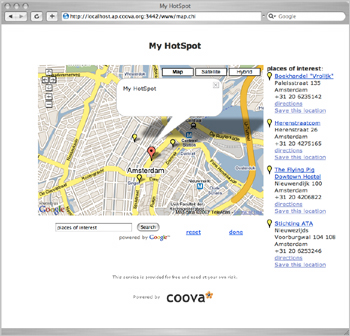 My HotSpot
http://localhost.ap.coova.org:3442/www/map.chi
Google
My HotSpot
Map
Satellite
Hybrid
My HotSpot
Amsterdam
Google
places of interest:
Boekhandel "Vrolijk"
Paleisstraat 135
Amsterdam
+31 20 6235142
directions
Save this location
Herenstraatcom
Herenstraat 26
Amsterdam
+31 20 4275165
directions
Save this location
The Flying Pig
Downtown Hostel
Nieuwendijk 100
Amsterdam
+31 20 4206822
directions
Save this location
Stichting ATA
Nieuwezijds
Voorburgwal 104 108
Amsterdam
+31 20 6253246
directions
Save this location
places of interest
Search
reset
done
powered by Google
This service is provided for free and used at your own risk.
Powered by coova